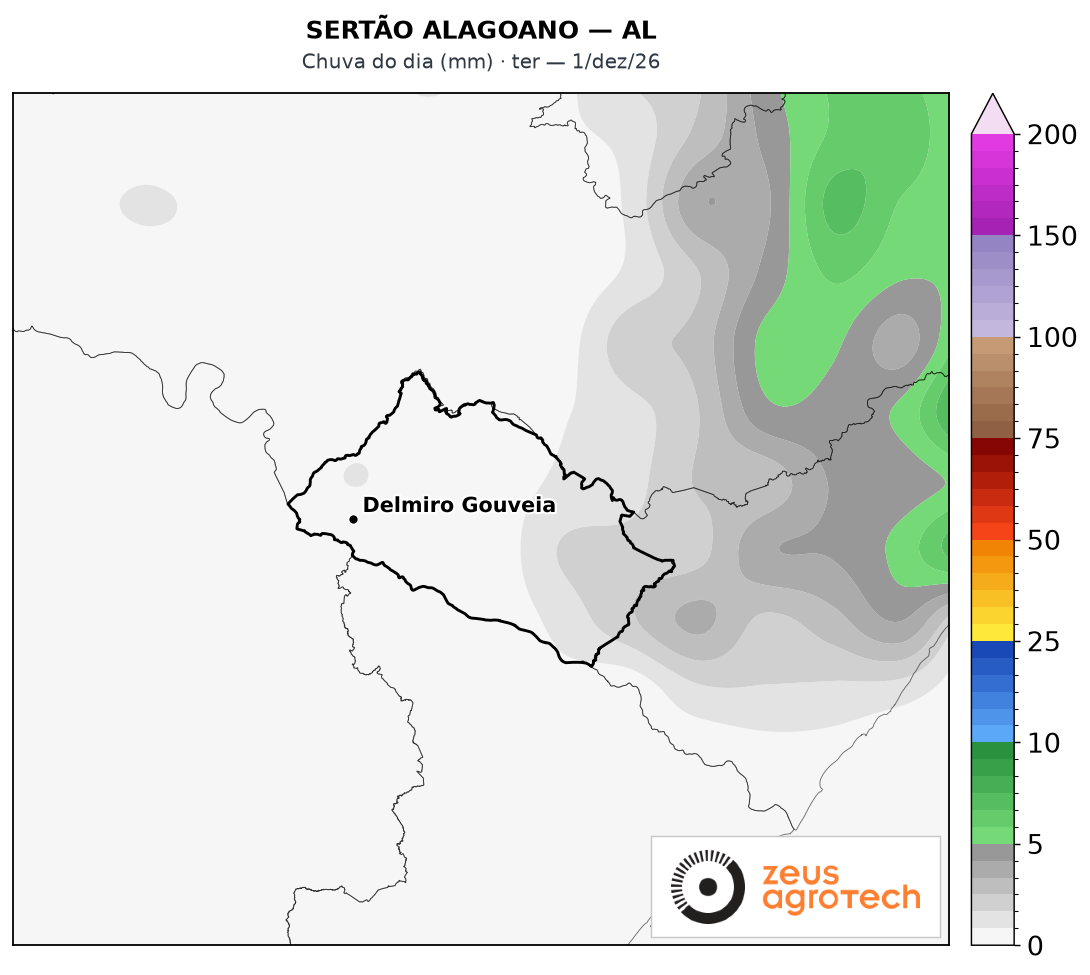 SERTÃO ALAGOANO — AL
Chuva do dia (mm) · ter — 1/dez/26
200
150
100
75
50
25
10
5
0
Delmiro Gouveia
zeus
agrotech